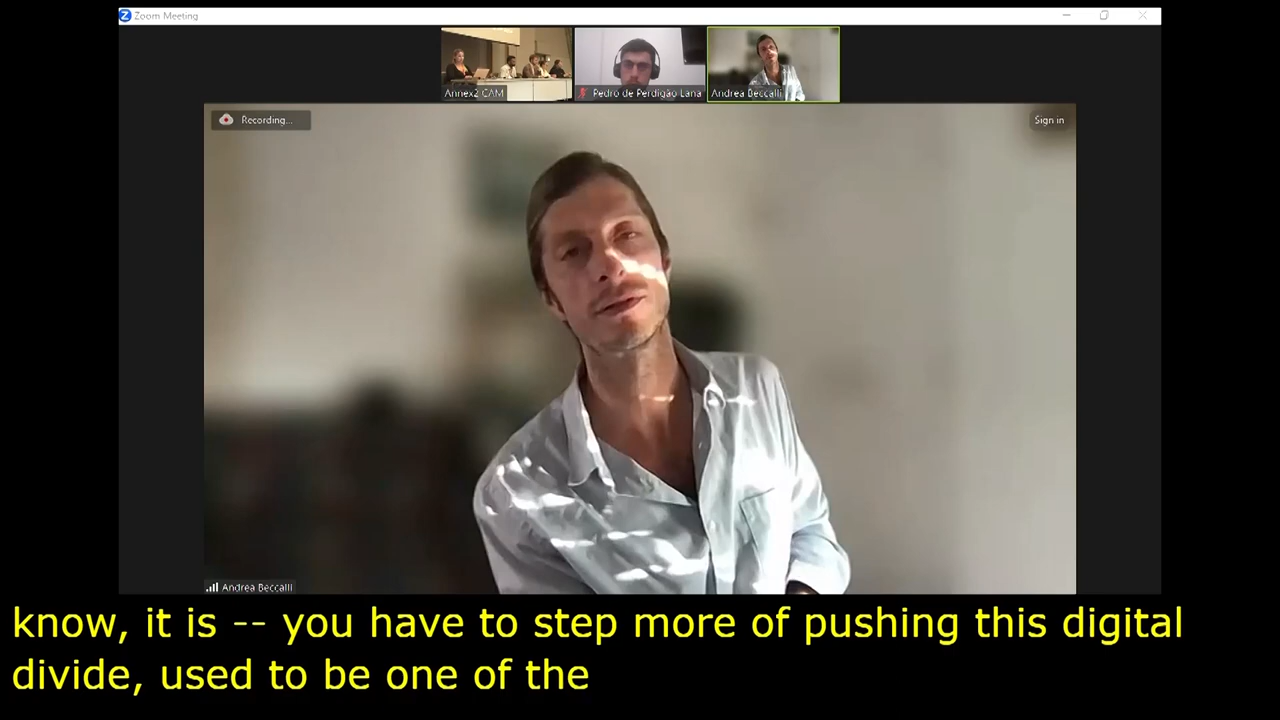 Zoom Meeting
Annex2 CAM
Pedro de Perdigão Lana
Andrea Beccalli
Recording...
Sign in
Andrea Beccalli
know, it is -- you have to step more of pushing this digital
divide, used to be one of the